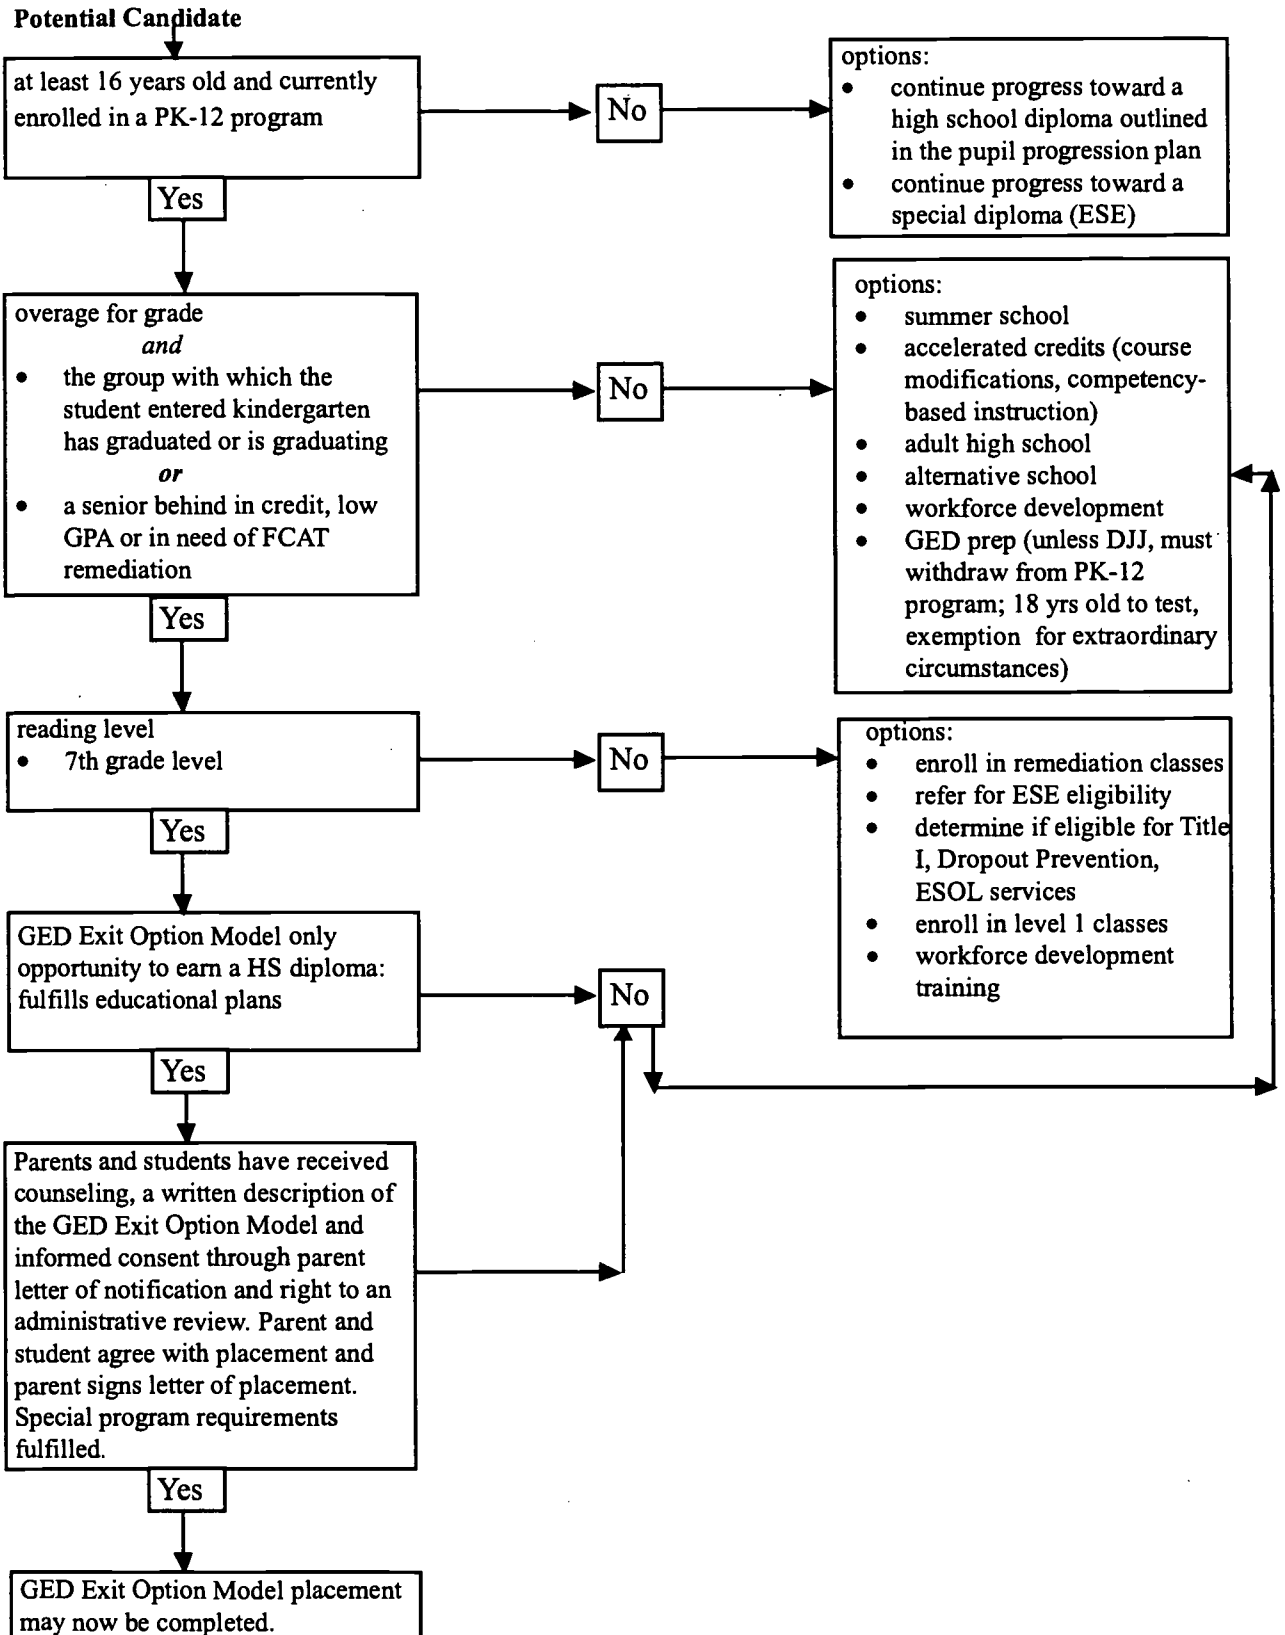 Potential Candidate
at least 16 years old and currently
enrolled in a PK-12 program
No
options:
• continue progress toward a
high school diploma outlined
in the pupil progression plan
• continue progress toward a
special diploma (ESE)
Yes
overage for grade
and
• the group with which the
student entered kindergarten
has graduated or is graduating
or
• a senior behind in credit, low
GPA or in need of FCAT
remediation
No
options:
• summer school
• accelerated credits (course
modifications, competency-
based instruction)
• adult high school
• alternative school
• workforce development
• GED prep (unless DJJ, must
withdraw from PK-12
program; 18 yrs old to test,
exemption for extraordinary
circumstances)
Yes
reading level
• 7th grade level
No
options:
• enroll in remediation classes
• refer for ESE eligibility
• determine if eligible for Title
I, Dropout Prevention,
ESOL services
• enroll in level 1 classes
• workforce development
training
Yes
GED Exit Option Model only
opportunity to earn a HS diploma:
fulfills educational plans
No
Yes
Parents and students have received
counseling, a written description of
the GED Exit Option Model and
informed consent through parent
letter of notification and right to an
administrative review. Parent and
student agree with placement and
parent signs letter of placement.
Special program requirements
fulfilled.
Yes
GED Exit Option Model placement
may now be completed.